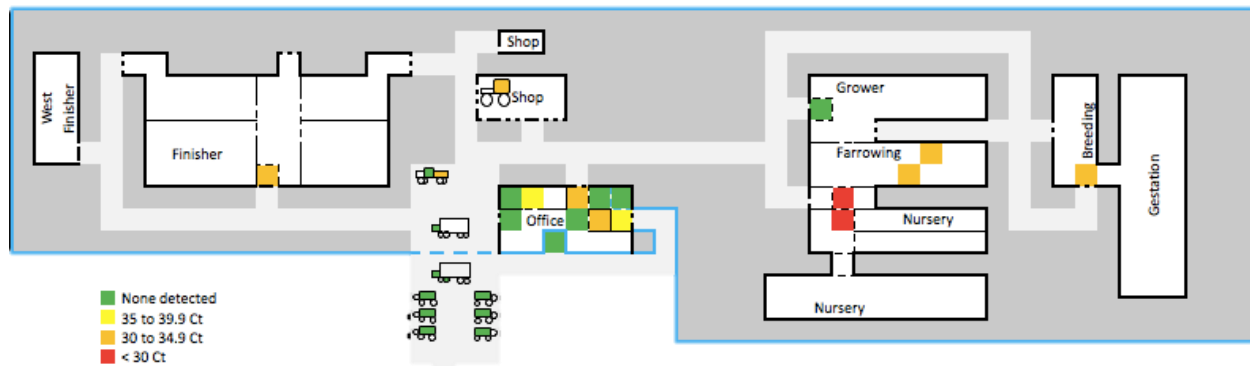 Shop
Shop
West
Finisher
Finisher
Grower
Farrowing
Breeding
Gestation
Office
Nursery
Nursery
None detected
35 to 39.9 Ct
30 to 34.9 Ct
< 30 Ct